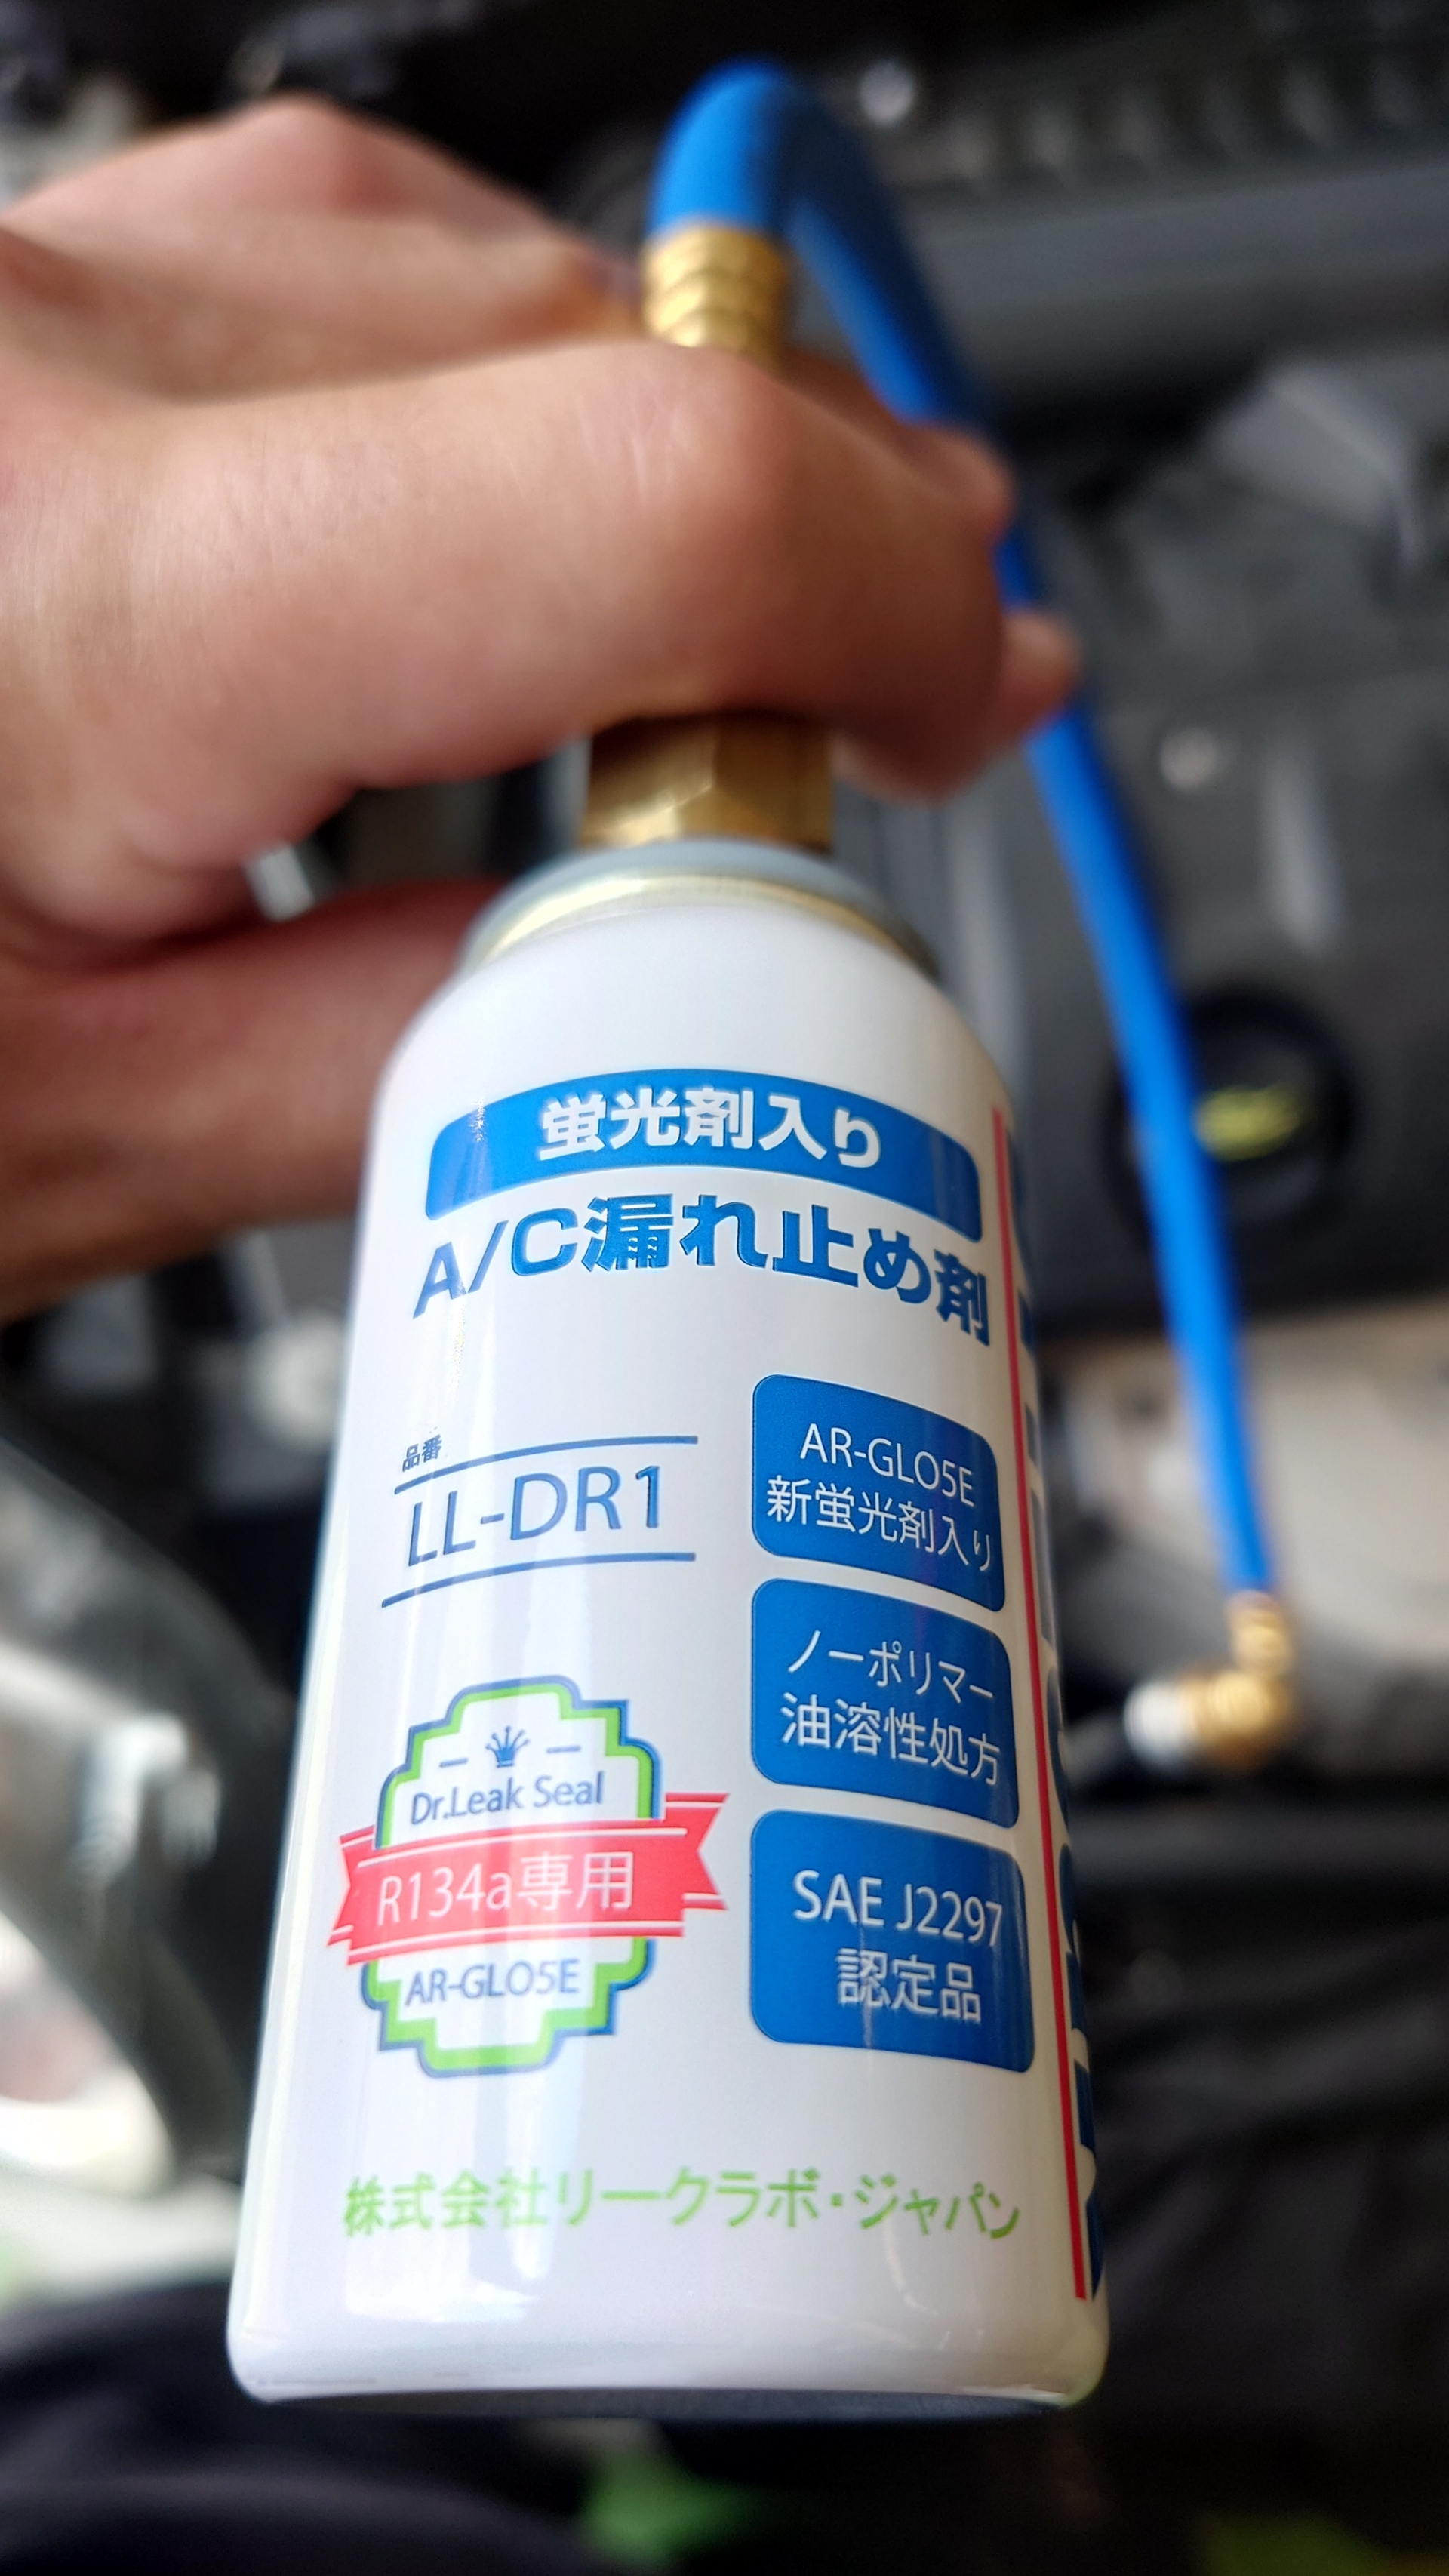 蛍光剤入り
A/C漏れ止め剤
品番
LL-DR1
AR-GLO5E
新蛍光剤入り
ノーポリマー
油溶性処方
SAE J2297
認定品
Dr.Leak Seal
R134a専用
AR-GLO5E
株式会社リークラボ・ジャパン